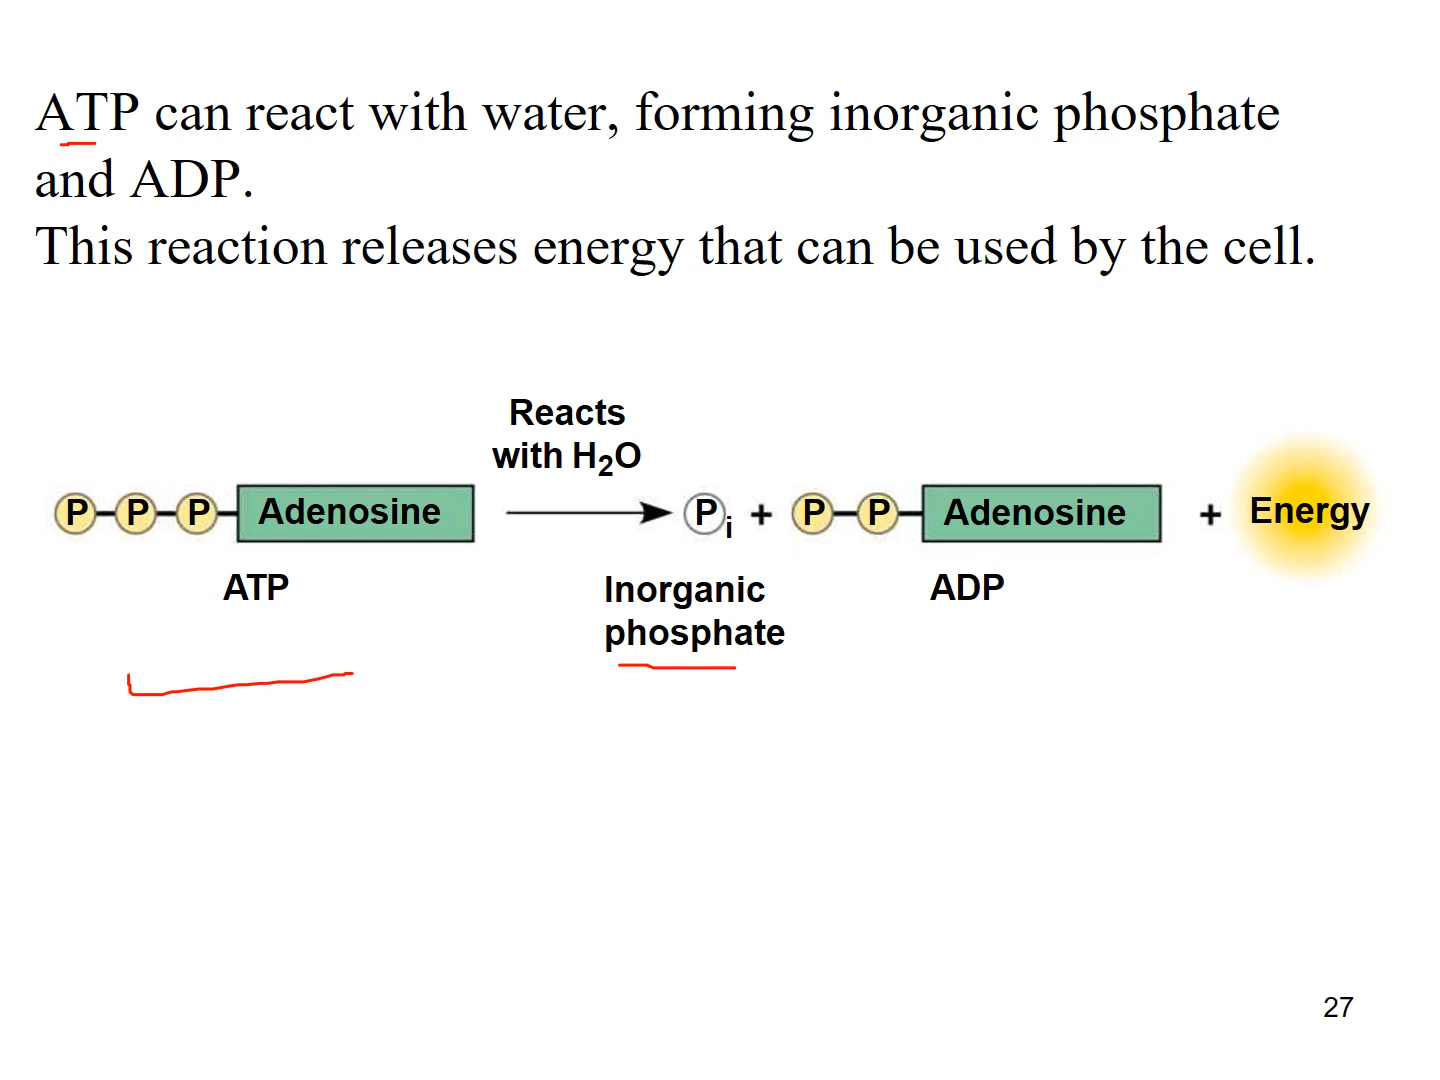 ATP can react with water, forming inorganic phosphate
and ADP.
This reaction releases energy that can be used by the cell.
Reacts
with H₂O
P P P Adenosine
Pi + P P Adenosine + Energy
ATP
Inorganic
phosphate
ADP
27